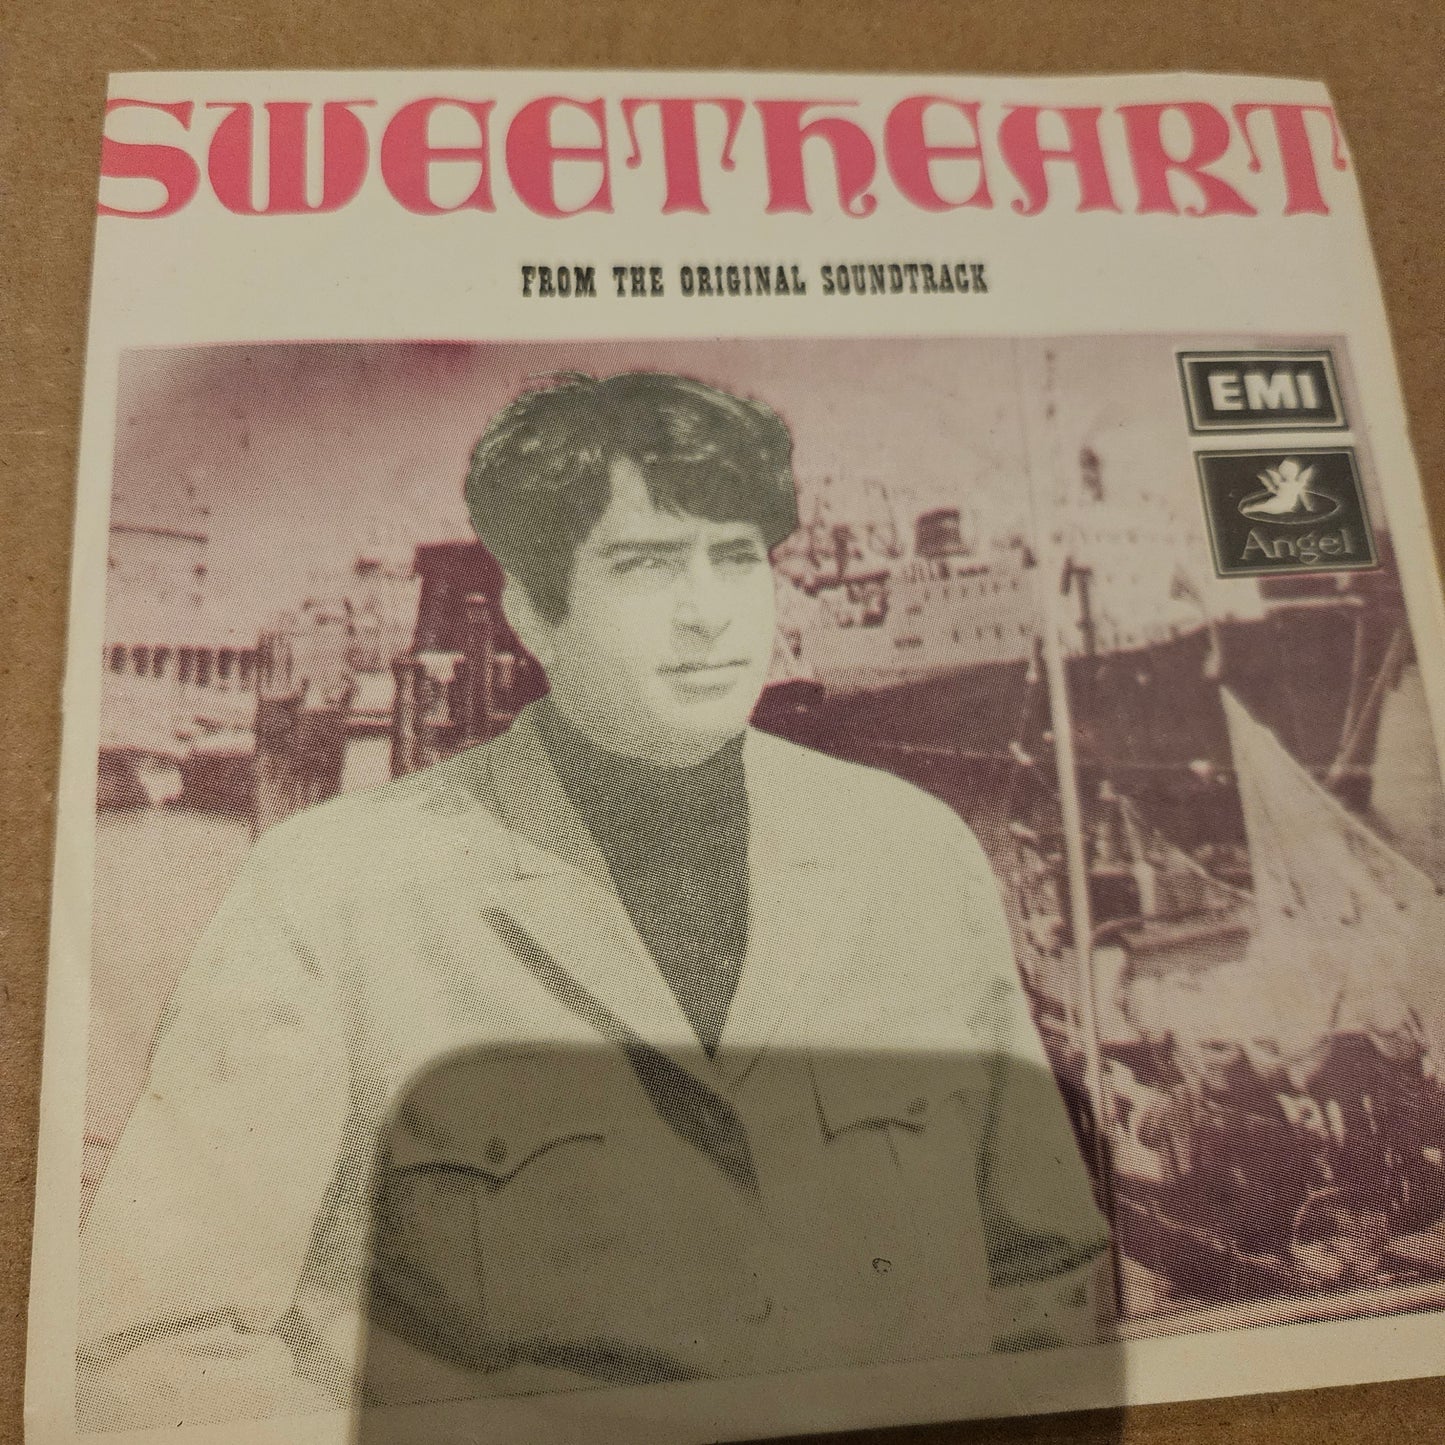 SWEETHEART
FROM THE ORIGINAL SOUNDTRACK
EMI
Angel